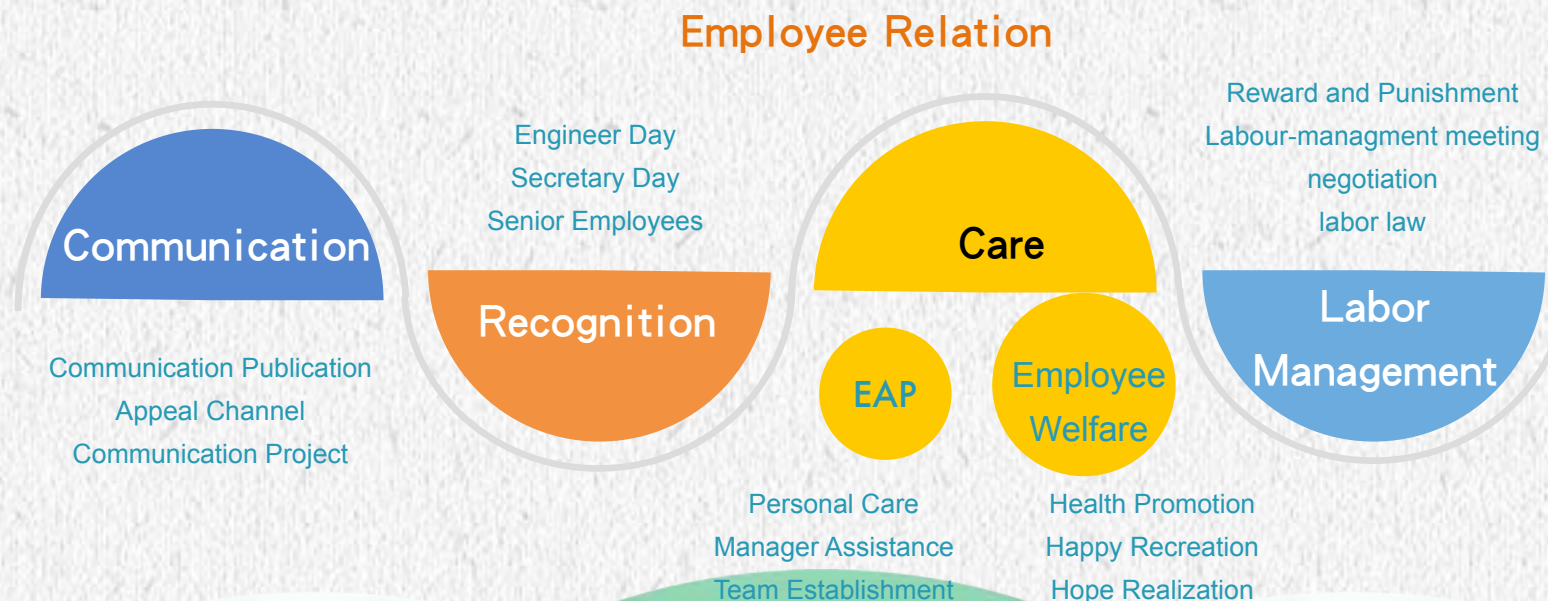 Employee Relation
Communication
Communication Publication
Appeal Channel
Communication Project
Engineer Day
Secretary Day
Senior Employees
Recognition
Care
EAP
Personal Care
Manager Assistance
Team Establishment
Employee
Welfare
Health Promotion
Happy Recreation
Hope Realization
Reward and Punishment
Labour-managment meeting
negotiation
labor law
Labor
Management